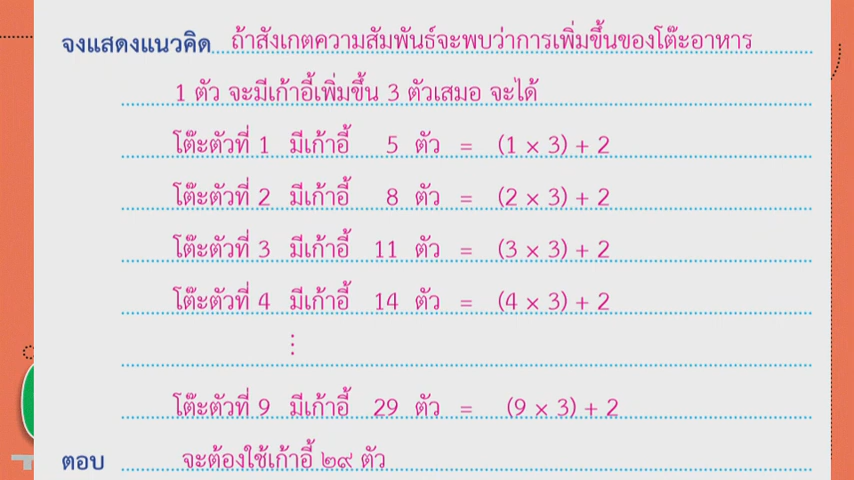 จงแสดงแนวคิด ถ้าสังเกตความสัมพันธ์จะพบว่าการเพิ่มขึ้นของโต๊ะอาหาร
1 ตัว จะมีเก้าอี้เพิ่มขึ้น 3 ตัวเสมอ จะได้
โต๊ะตัวที่ 1 มีเก้าอี้ 5 ตัว = (1 × 3) + 2
โต๊ะตัวที่ 2 มีเก้าอี้ 8 ตัว = (2 × 3) + 2
โต๊ะตัวที่ 3 มีเก้าอี้ 11 ตัว = (3 × 3) + 2
โต๊ะตัวที่ 4 มีเก้าอี้ 14 ตัว = (4 × 3) + 2
⋮
โต๊ะตัวที่ 9 มีเก้าอี้ 29 ตัว = (9 × 3) + 2
ตอบ จะต้องใช้เก้าอี้ ๒๙ ตัว